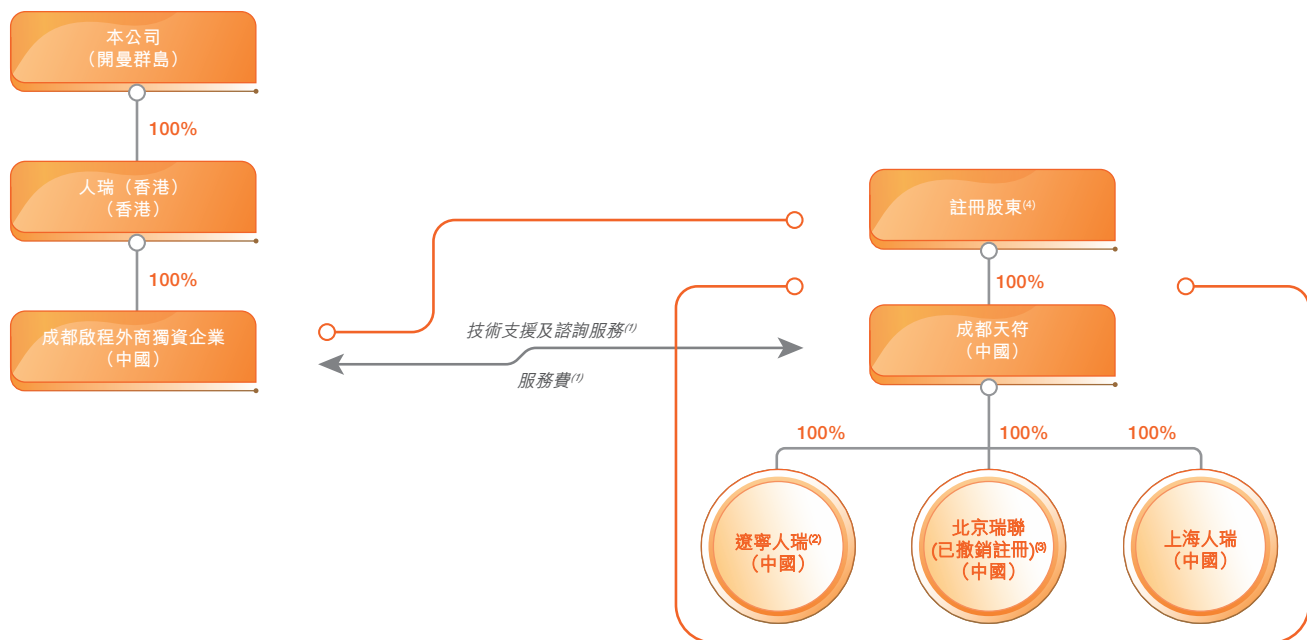 本公司
（開曼群島）
100%
人瑞（香港）
（香港）
100%
成都啟程外商獨資企業
（中國）
技術支援及諮詢服務(1)
服務費(1)
註冊股東(4)
100%
成都天符
（中國）
100%
100%
100%
遼寧人瑞(2)
（中國）
北京瑞聯
(已撤銷註冊)(3)
（中國）
上海人瑞
（中國）